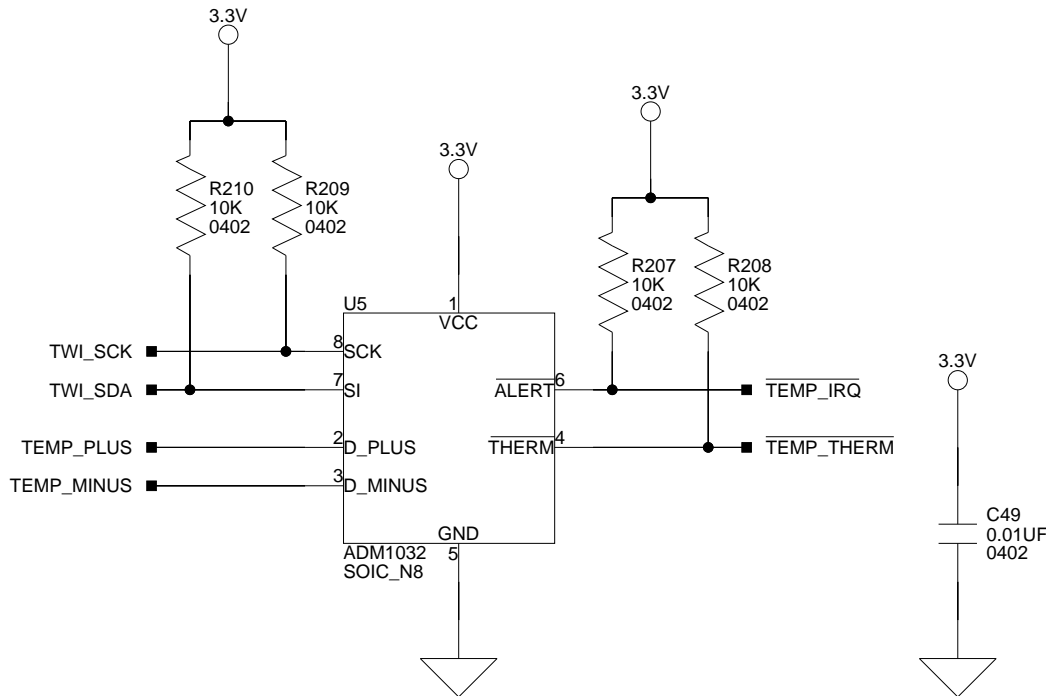 3.3V
3.3V
3.3V
R210
10K
0402
R209
10K
0402
R207
10K
0402
R208
10K
0402
U5
1
VCC
TWI_SCK
8
SCK
3.3V
TWI_SDA
7
SI
ALERT
6
TEMP_IRQ
TEMP_PLUS
2
D_PLUS
THERM
4
TEMP_THERM
TEMP_MINUS
3
D_MINUS
GND
5
ADM1032
SOIC_N8
C49
0.01UF
0402